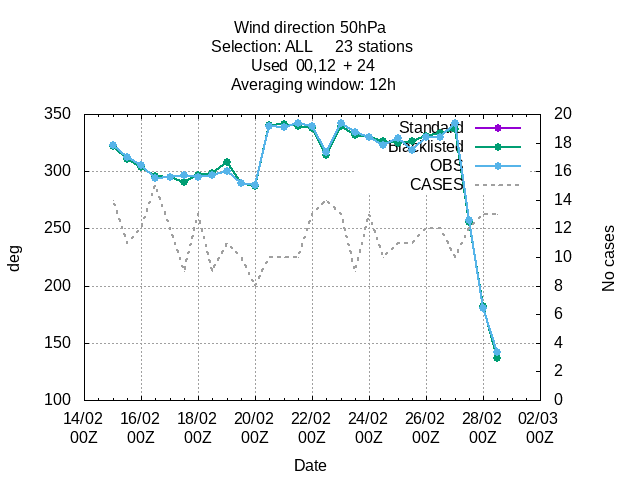 Wind direction 50hPa
Selection: ALL 23 stations
Used 00,12 + 24
Averaging window: 12h
350
300
250
200
150
100
deg
20
18
16
14
12
10
8
6
4
2
0
No cases
Standard
Blacklisted
OBS
CASES
14/02 16/02 18/02 20/02 22/02 24/02 26/02 28/02 02/03
00Z 00Z 00Z 00Z 00Z 00Z 00Z 00Z 00Z
Date